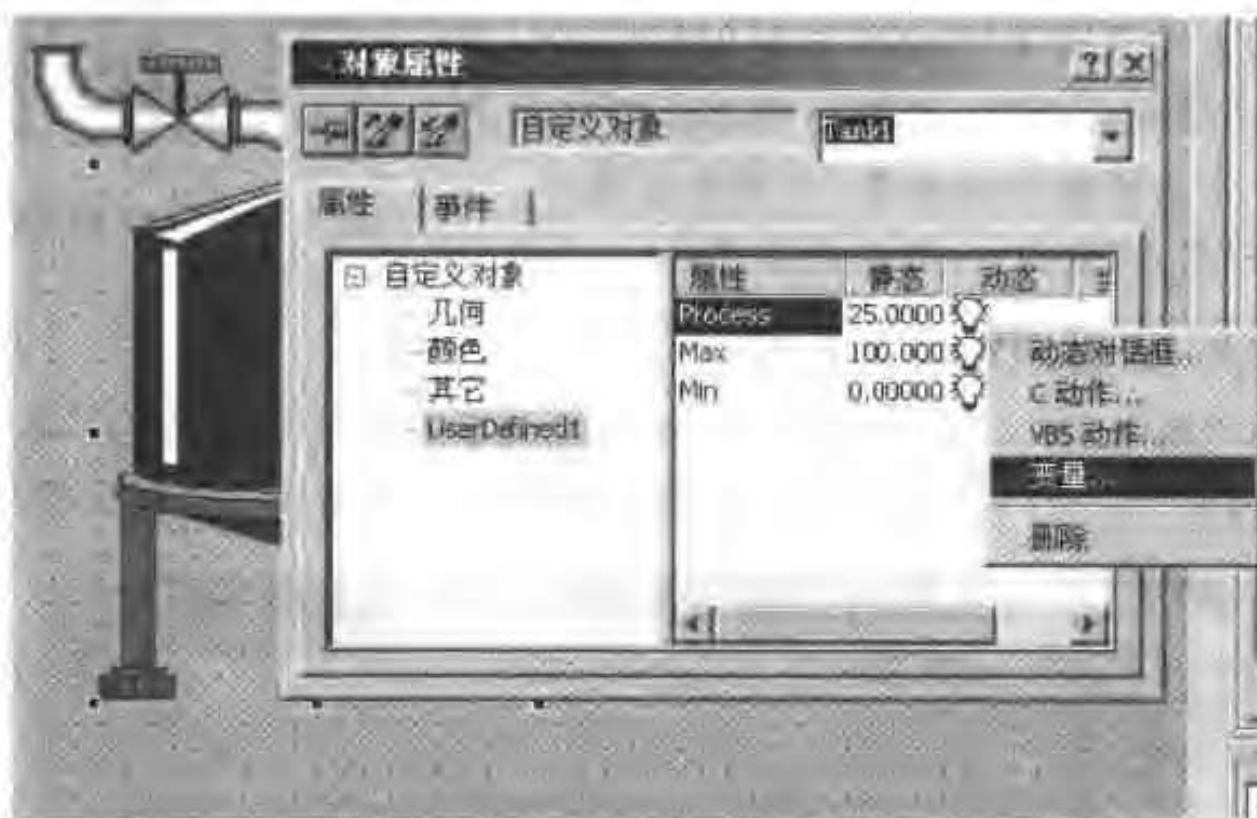 对象属性
自定义对象 Tank1
属性 事件
自定义对象
几何
颜色
其它
UserDefined1
属性 静态 动态
Process 25.0000
Max 100.000
Min 0.00000
动态对话框...
C 动作...
VBS 动作...
变量...
删除